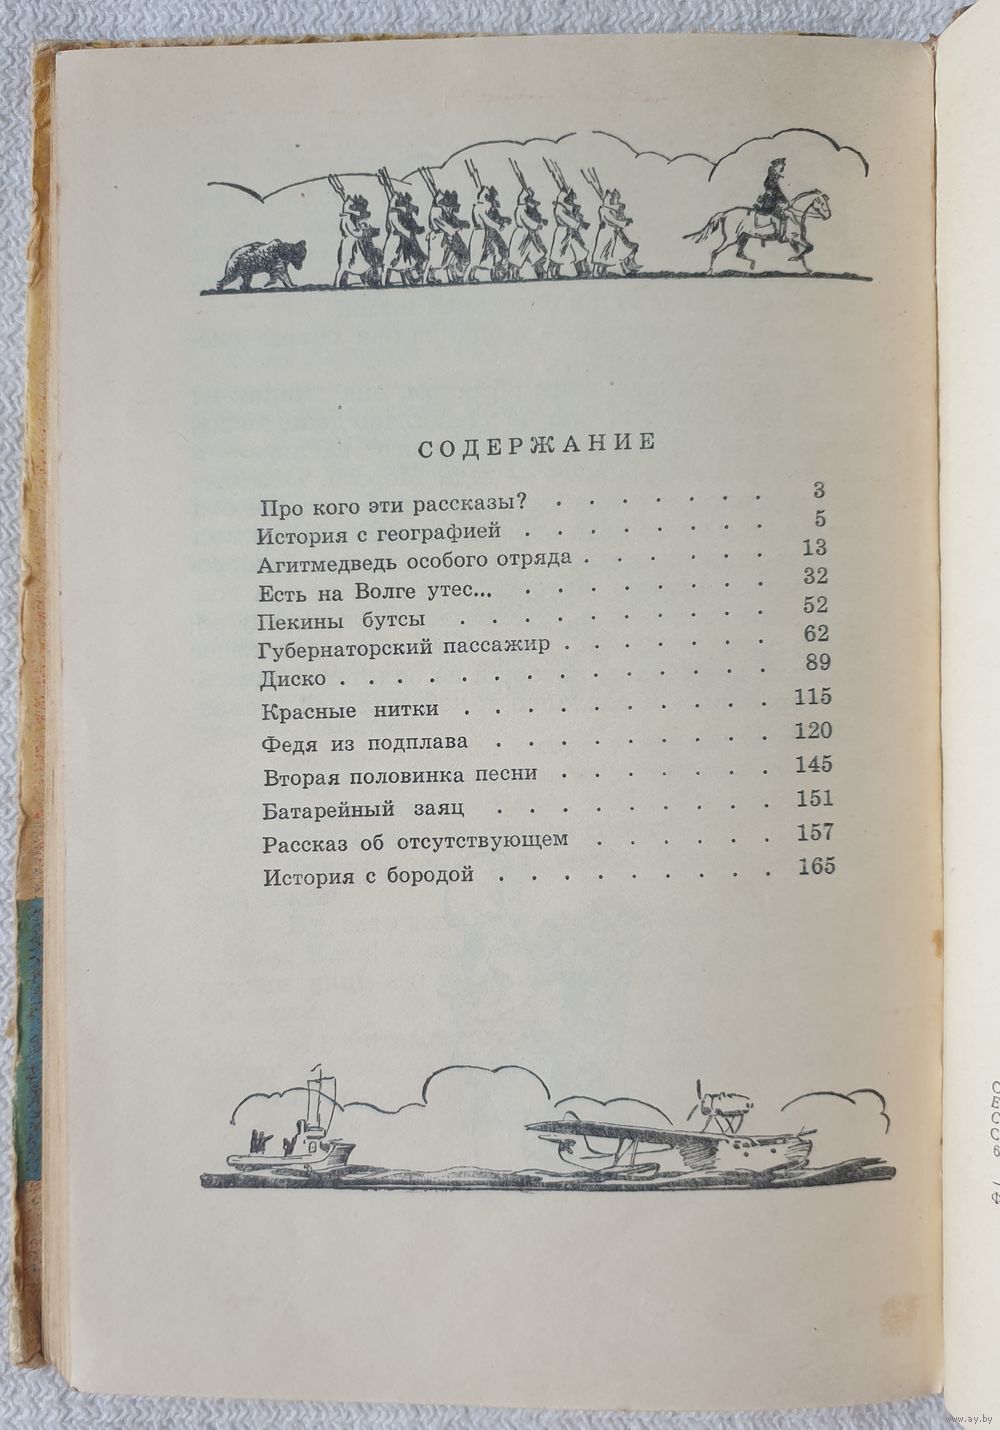 СОДЕРЖАНИЕ
Про кого эти рассказы? . . . . . . . 3
История с географией . . . . . . . . 5
Агитмедведь особого отряда . . . . . . 13
Есть на Волге утес... . . . . . . . . 32
Пекины бутсы . . . . . . . . . . 52
Губернаторский пассажир . . . . . . . 62
Диско . . . . . . . . . . . . . . 89
Красные нитки . . . . . . . . . . 115
Федя из подплава . . . . . . . . . 120
Вторая половинка песни . . . . . . . 145
Батарейный заяц . . . . . . . . . 151
Рассказ об отсутствующем . . . . . . 157
История с бородой . . . . . . . . . 165
www.ay.by